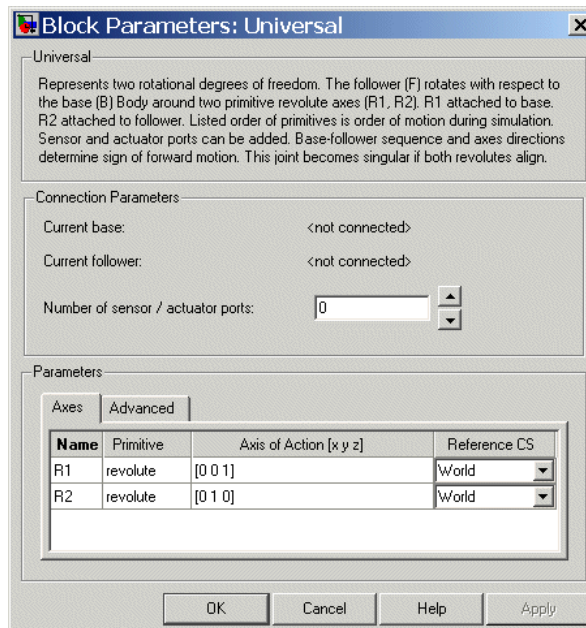 Block Parameters: Universal
Universal
Represents two rotational degrees of freedom. The follower (F) rotates with respect to
the base (B) Body around two primitive revolute axes (R1, R2). R1 attached to base.
R2 attached to follower. Listed order of primitives is order of motion during simulation.
Sensor and actuator ports can be added. Base-follower sequence and axes directions
determine sign of forward motion. This joint becomes singular if both revolutes align.
Connection Parameters
Current base: <not connected>
Current follower: <not connected>
Number of sensor / actuator ports: 0
Parameters
Axes Advanced
Name Primitive Axis of Action [x y z] Reference CS
R1 revolute [0 0 1] World
R2 revolute [0 1 0] World
OK Cancel Help Apply